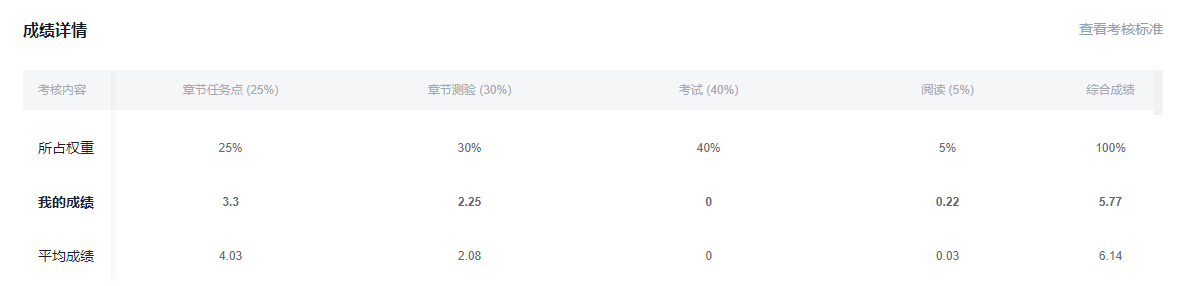 成绩详情 查看考核标准
考核内容 章节任务点 (25%) 章节测验 (30%) 考试 (40%) 阅读 (5%) 综合成绩
所占权重 25% 30% 40% 5% 100%
我的成绩 3.3 2.25 0 0.22 5.77
平均成绩 4.03 2.08 0 0.03 6.14